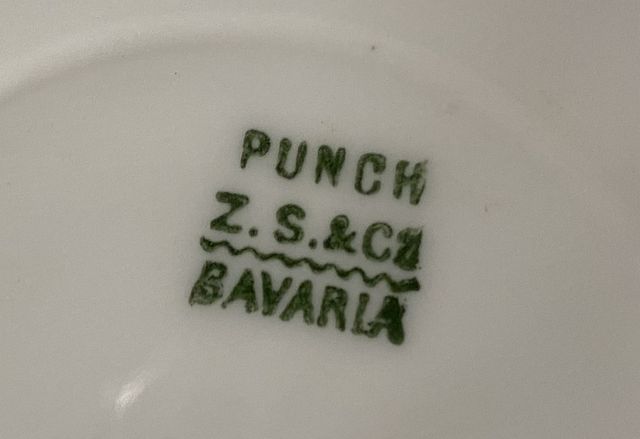 PUNCH
Z. S. & Co
BAVARIA